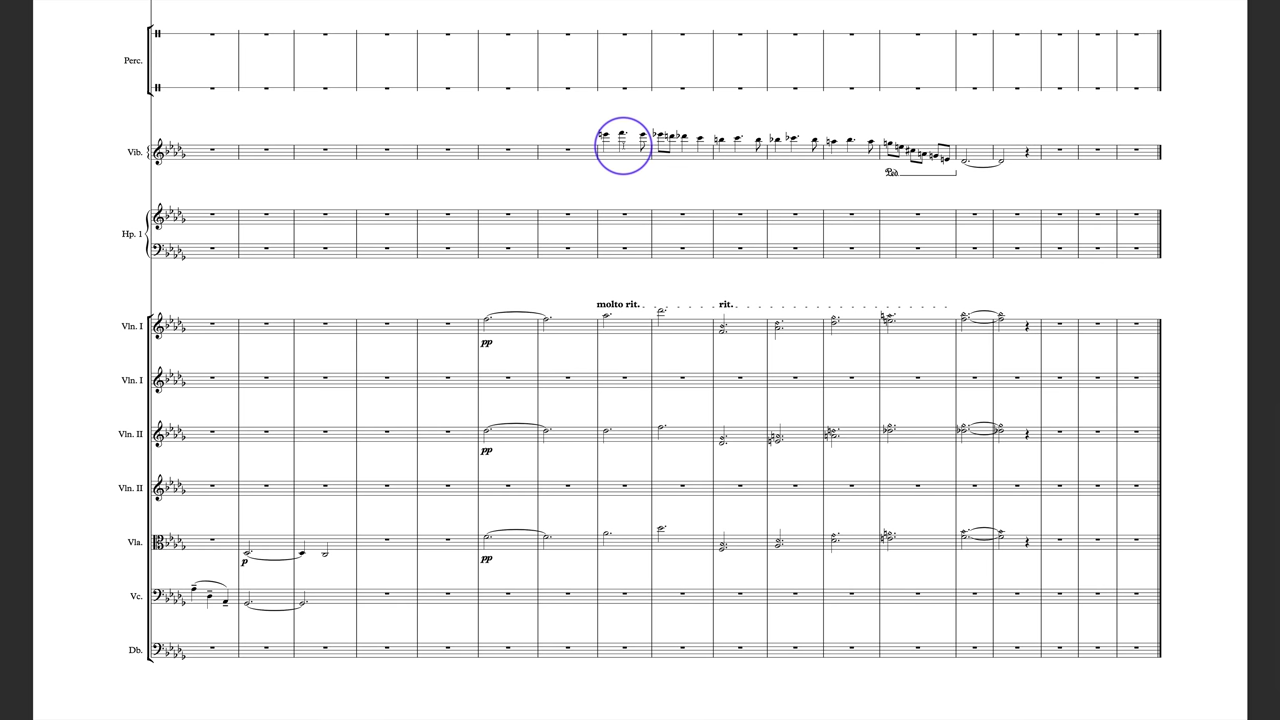 Perc.
Vib.
Ped
Hp. 1
molto rit. rit.
Vln. I
pp
Vln. I
Vln. II
pp
Vln. II
Vla.
p pp
Vc.
Db.